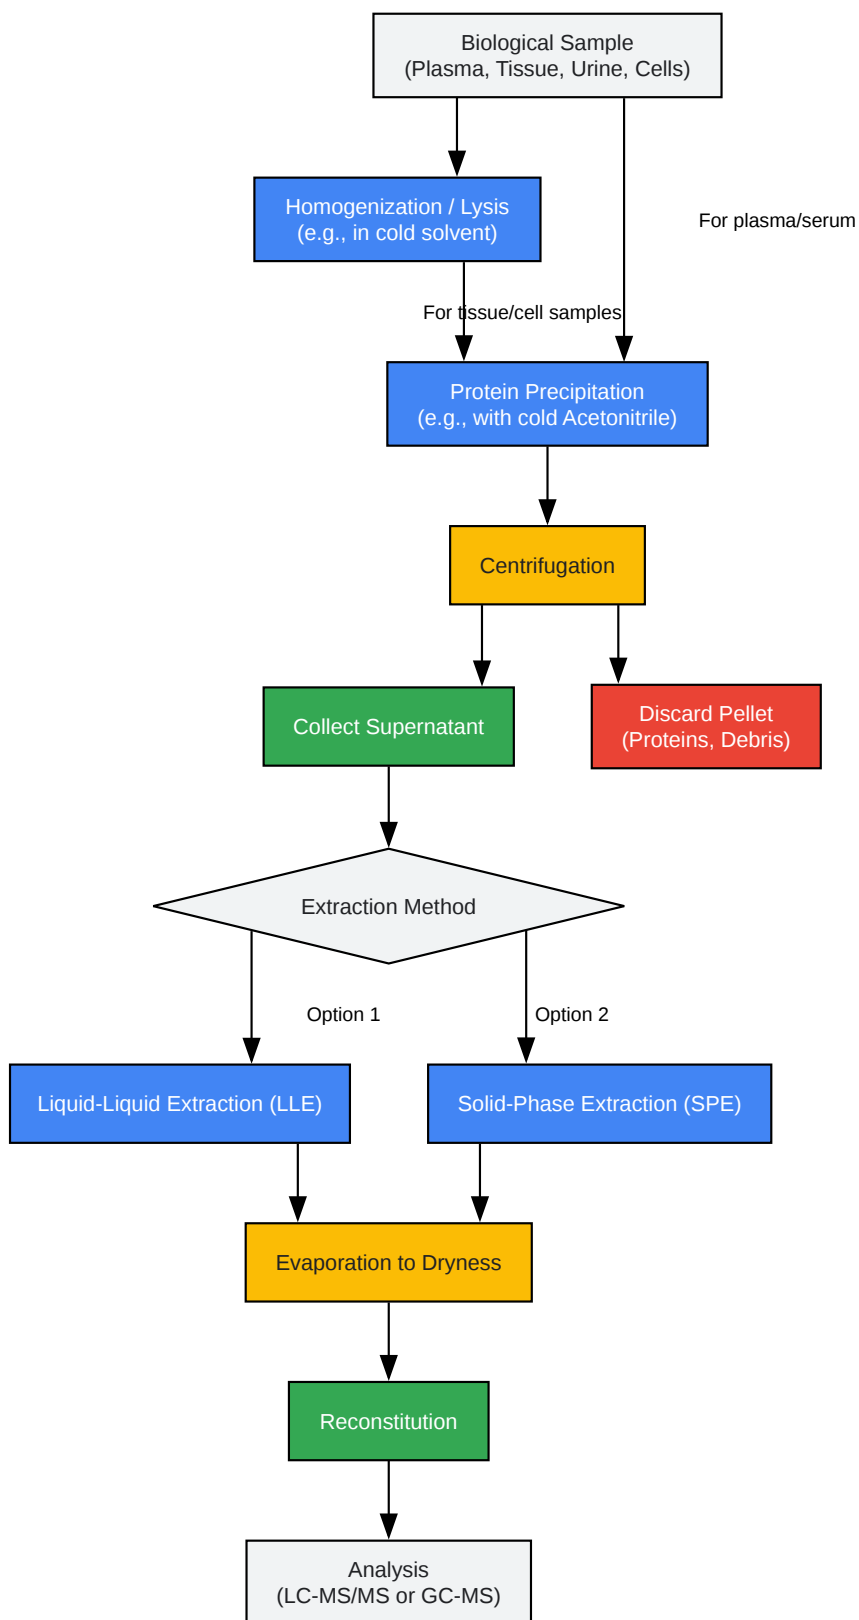 Biological Sample
(Plasma, Tissue, Urine, Cells)
Homogenization / Lysis
(e.g., in cold solvent)
For plasma/serum
For tissue/cell samples
Protein Precipitation
(e.g., with cold Acetonitrile)
Centrifugation
Collect Supernatant
Discard Pellet
(Proteins, Debris)
Extraction Method
Option 1
Option 2
Liquid-Liquid Extraction (LLE)
Solid-Phase Extraction (SPE)
Evaporation to Dryness
Reconstitution
Analysis
(LC-MS/MS or GC-MS)